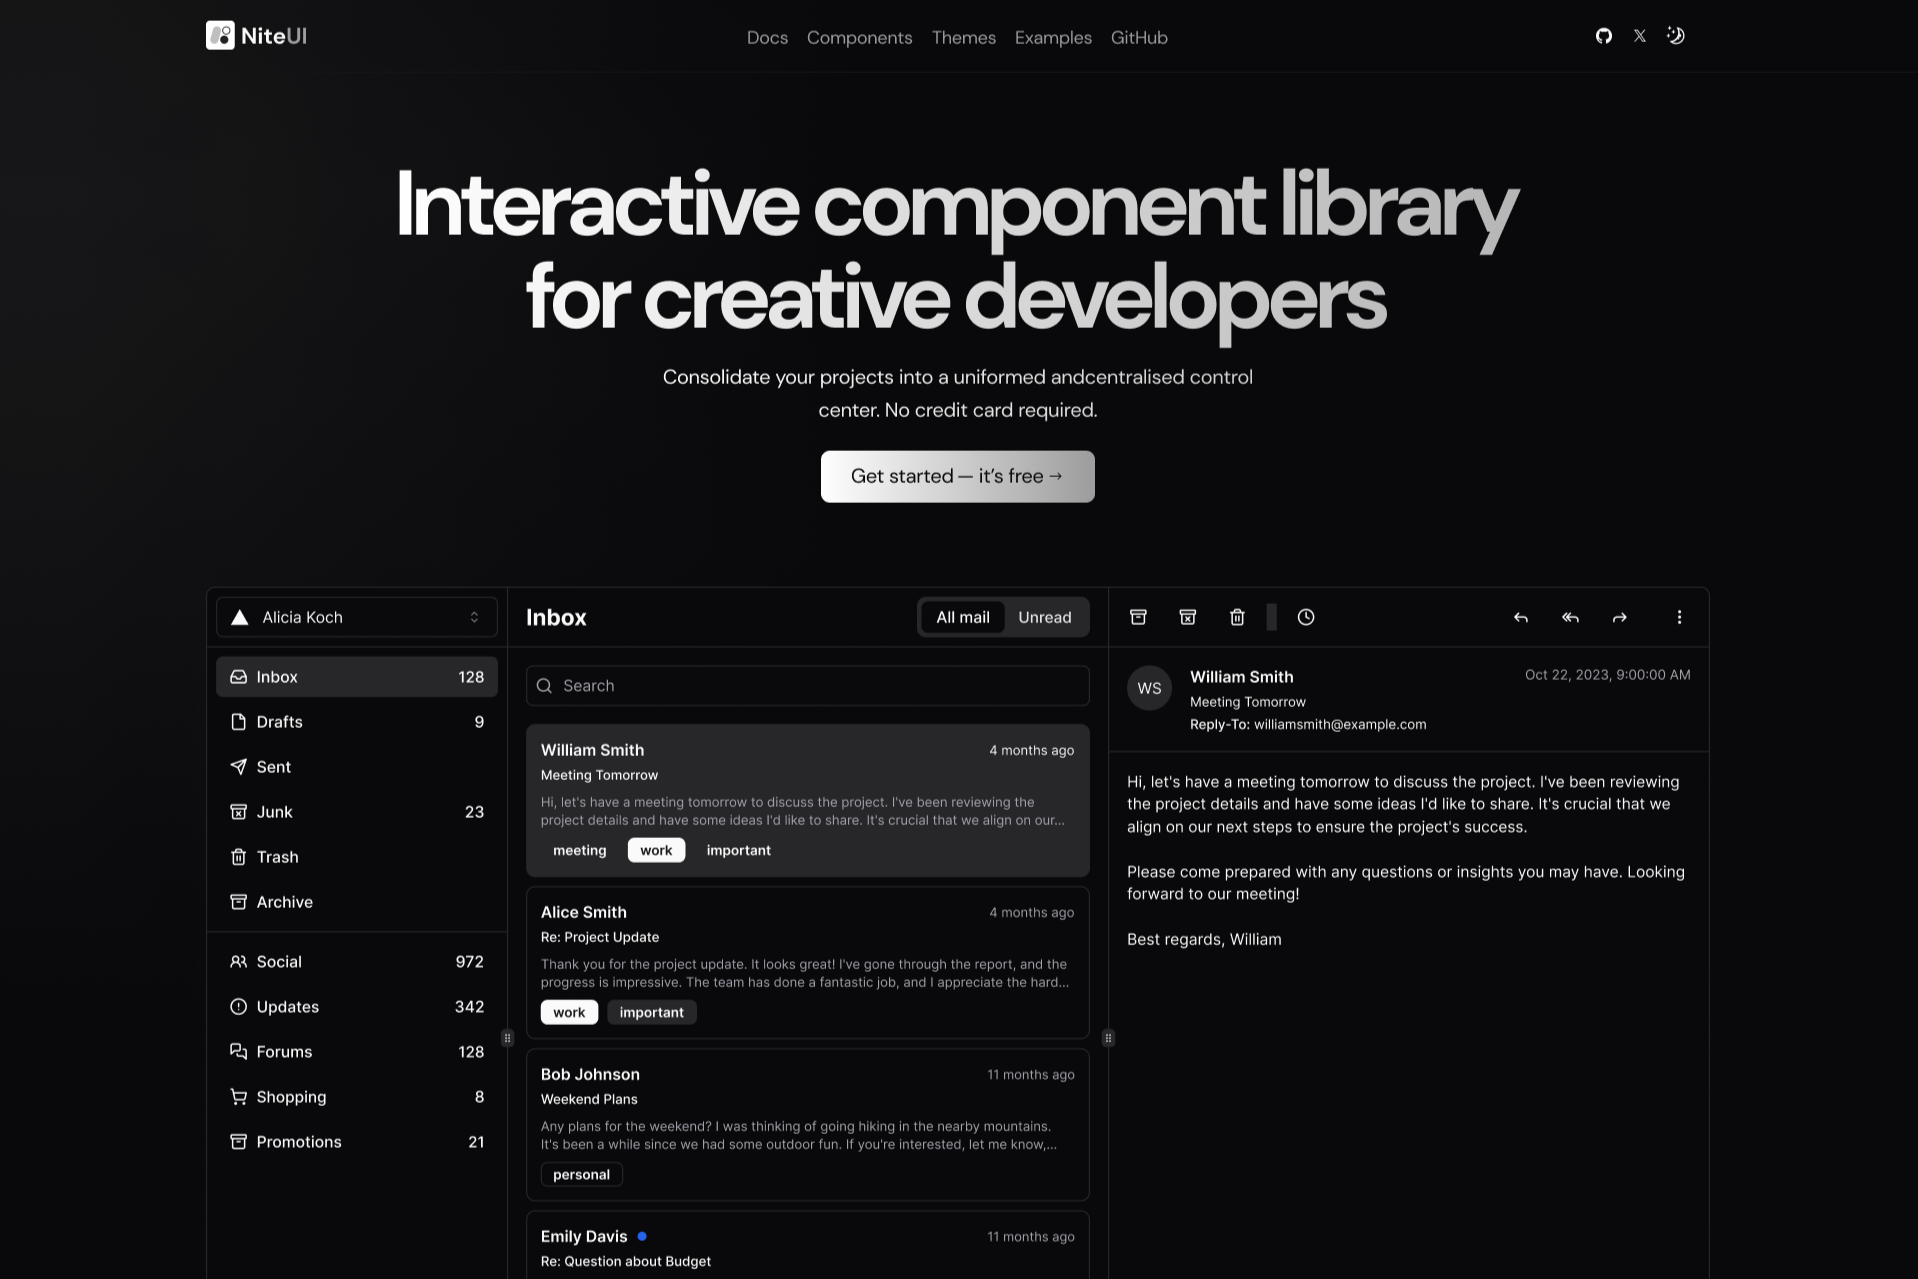 NiteUI
Docs Components Themes Examples GitHub
Interactive component library
for creative developers
Consolidate your projects into a uniformed andcentralised control
center. No credit card required.
Get started — it’s free →
Alicia Koch
Inbox 128
Drafts 9
Sent
Junk 23
Trash
Archive
Social 972
Updates 342
Forums 128
Shopping 8
Promotions 21
Inbox
All mail Unread
Search
William Smith 4 months ago
Meeting Tomorrow
Hi, let's have a meeting tomorrow to discuss the project. I've been reviewing the
project details and have some ideas I'd like to share. It's crucial that we align on our...
meeting work important
Alice Smith 4 months ago
Re: Project Update
Thank you for the project update. It looks great! I've gone through the report, and the
progress is impressive. The team has done a fantastic job, and I appreciate the hard...
work important
Bob Johnson 11 months ago
Weekend Plans
Any plans for the weekend? I was thinking of going hiking in the nearby mountains.
It's been a while since we had some outdoor fun. If you're interested, let me know,...
personal
Emily Davis 11 months ago
Re: Question about Budget
WS
William Smith Oct 22, 2023, 9:00:00 AM
Meeting Tomorrow
Reply-To: williamsmith@example.com
Hi, let's have a meeting tomorrow to discuss the project. I've been reviewing
the project details and have some ideas I'd like to share. It's crucial that we
align on our next steps to ensure the project's success.
Please come prepared with any questions or insights you may have. Looking
forward to our meeting!
Best regards, William